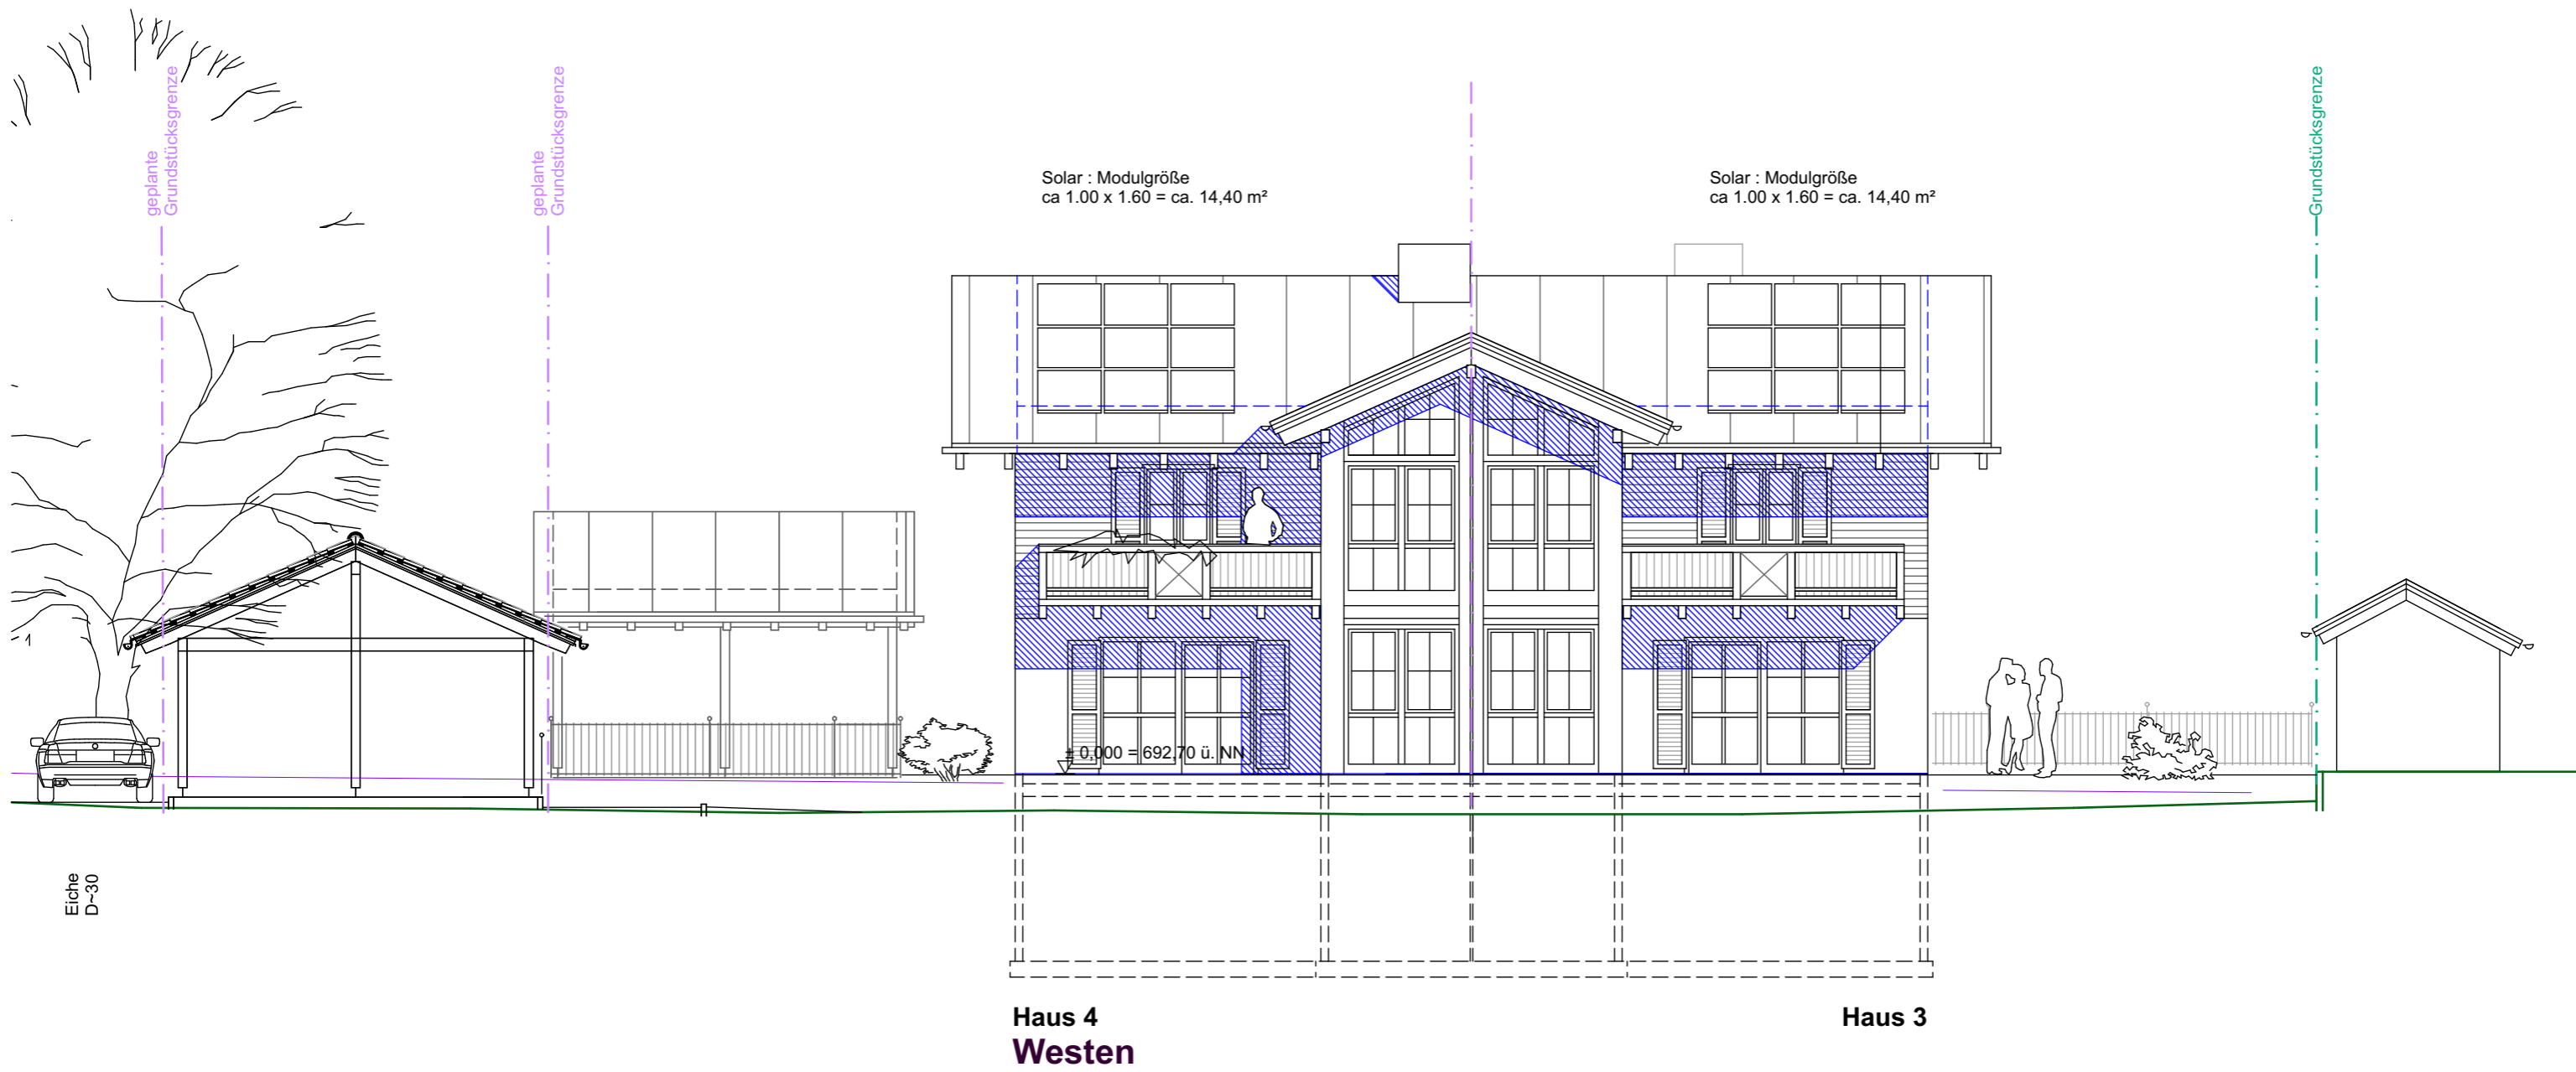 geplante
Grundstücksgrenze
geplante
Grundstücksgrenze
Solar : Modulgröße
ca 1.00 x 1.60 = ca. 14,40 m²
Solar : Modulgröße
ca 1.00 x 1.60 = ca. 14,40 m²
Grundstücksgrenze
1
± 0,000 = 692,70 ü. NN
Eiche
D~30
Haus 4
Haus 3
Westen